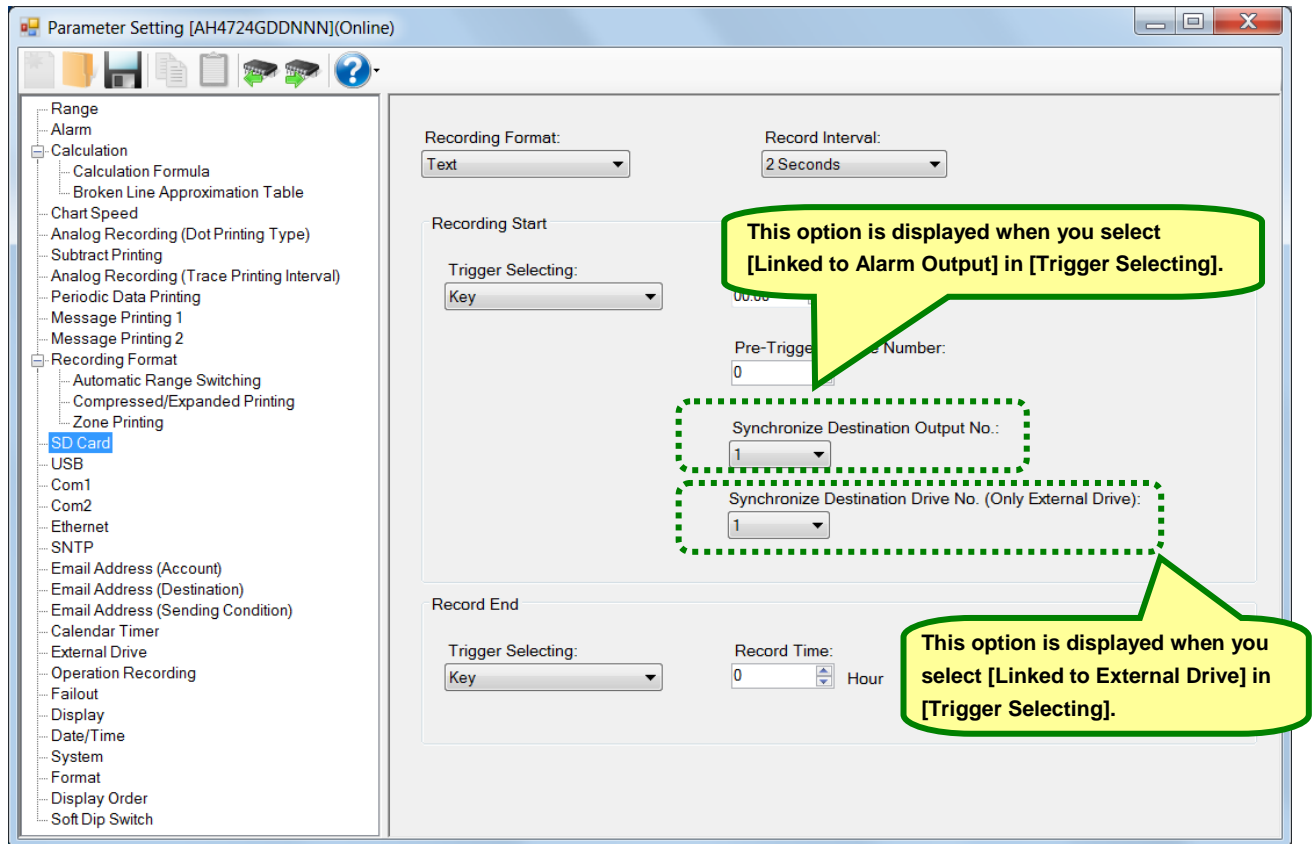 Parameter Setting [AH4724GDDNNN](Online)
Range
Alarm
Calculation
Calculation Formula
Broken Line Approximation Table
Chart Speed
Analog Recording (Dot Printing Type)
Subtract Printing
Analog Recording (Trace Printing Interval)
Periodic Data Printing
Message Printing 1
Message Printing 2
Recording Format
Automatic Range Switching
Compressed/Expanded Printing
Zone Printing
SD Card
USB
Com1
Com2
Ethernet
SNTP
Email Address (Account)
Email Address (Destination)
Email Address (Sending Condition)
Calendar Timer
External Drive
Operation Recording
Failout
Display
Date/Time
System
Format
Display Order
Soft Dip Switch
Recording Format:
Text
Record Interval:
2 Seconds
Recording Start
Trigger Selecting:
Key
This option is displayed when you select
[Linked to Alarm Output] in [Trigger Selecting].
Pre-Trigge Number:
0
Synchronize Destination Output No.:
1
Synchronize Destination Drive No. (Only External Drive):
1
Record End
Trigger Selecting:
Key
Record Time:
0 Hour
This option is displayed when you
select [Linked to External Drive] in
[Trigger Selecting].